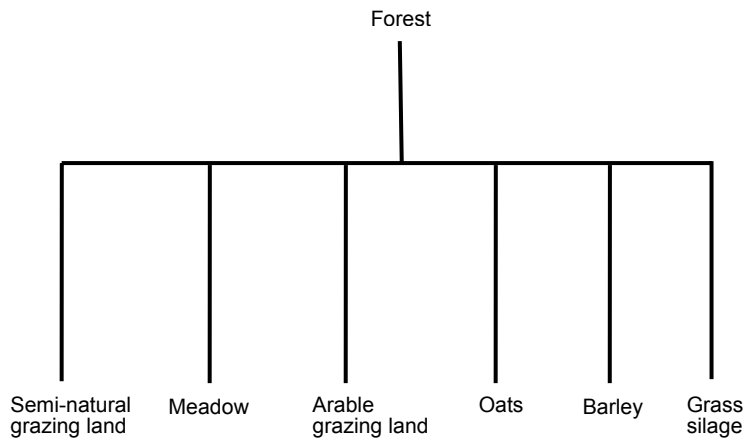 Forest
Semi-natural
grazing land
Meadow
Arable
grazing land
Oats
Barley
Grass
silage